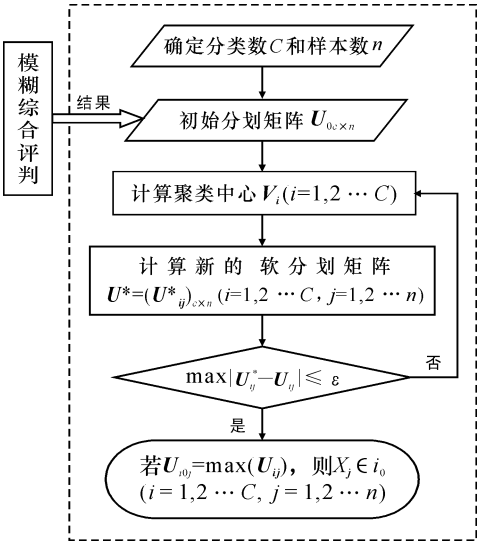 确定分类数C和样本数n
模糊综合评判
结果
初始分划矩阵 U₀c×n
计算聚类中心Vᵢ(i=1,2 … C)
计算新的 软分划矩阵
U*=(U*ij)c×n (i=1,2 … C, j=1,2 … n)
max|U*ij−Uij|≤ ε
否
是
若Ui0j=max(Uij), 则Xj∈i₀
(i = 1,2 … C, j = 1,2 … n)